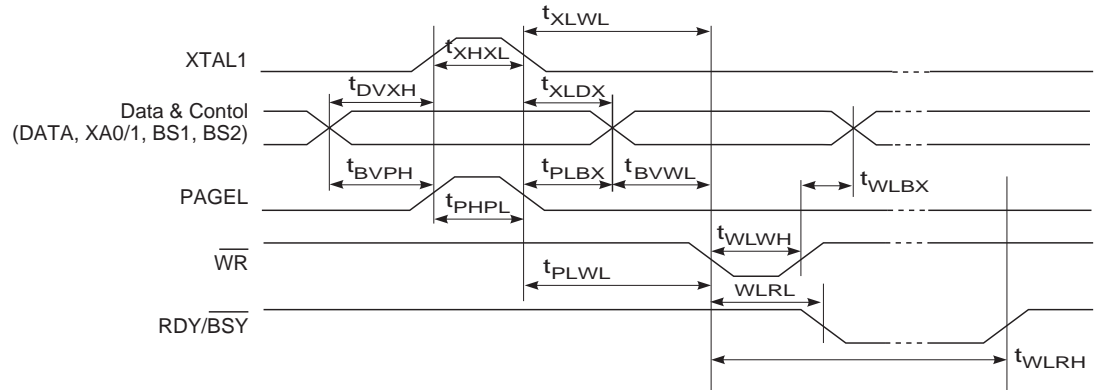 tXLWL
XTAL1
tXHXL
tDVXH
tXLDX
Data & Contol
(DATA, XA0/1, BS1, BS2)
tBVPH
tPLBX
tBVWL
tWLBX
PAGEL
tPHPL
tWLWH
WR
tPLWL
WLRL
RDY/BSY
tWLRH